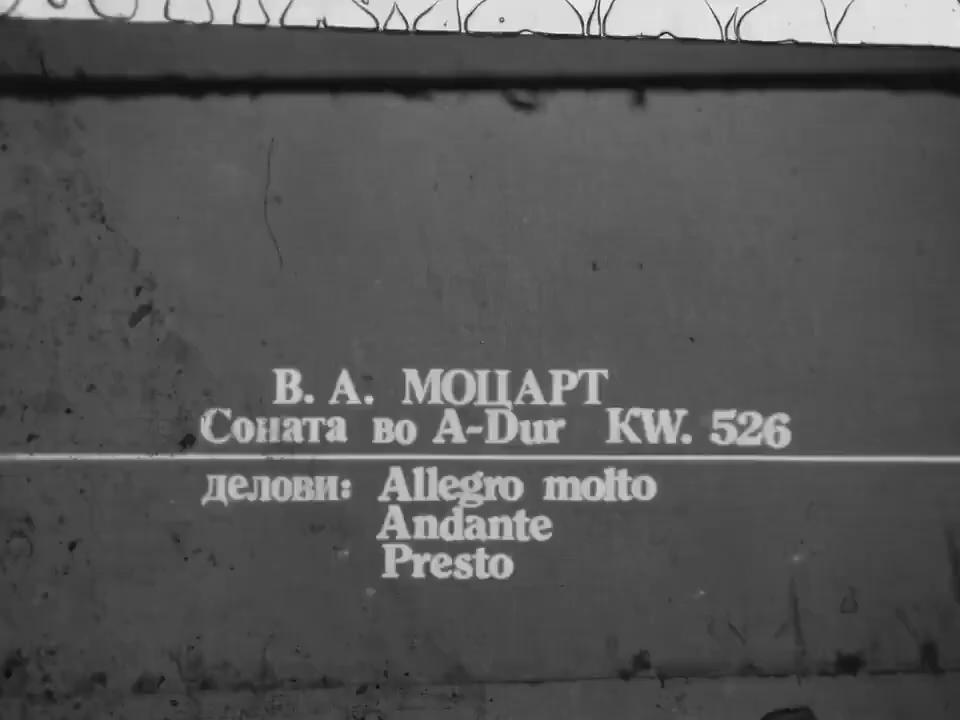 В. А. МОЦАРТ
Соната во A-Dur KW. 526
делови: Allegro molto
Andante
Presto